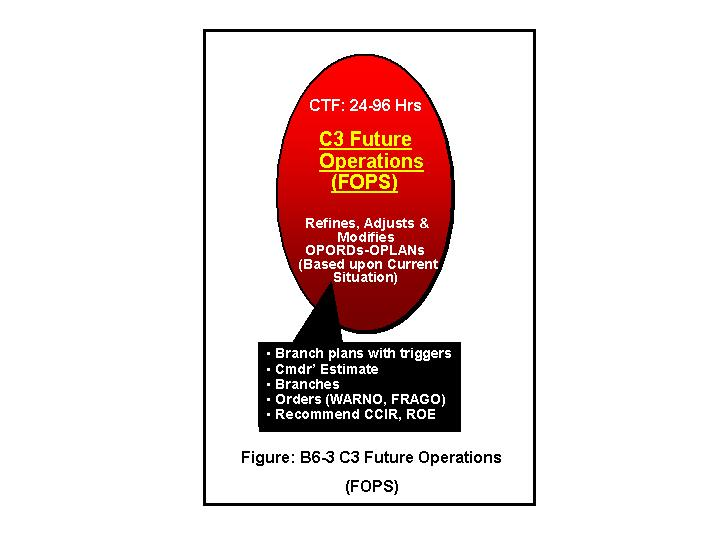 CTF: 24-96 Hrs
C3 Future
Operations
(FOPS)
Refines, Adjusts &
Modifies
OPORDs-OPLANs
(Based upon Current
Situation)
• Branch plans with triggers
• Cmdr' Estimate
• Branches
• Orders (WARNO, FRAGO)
• Recommend CCIR, ROE
Figure: B6-3 C3 Future Operations
(FOPS)